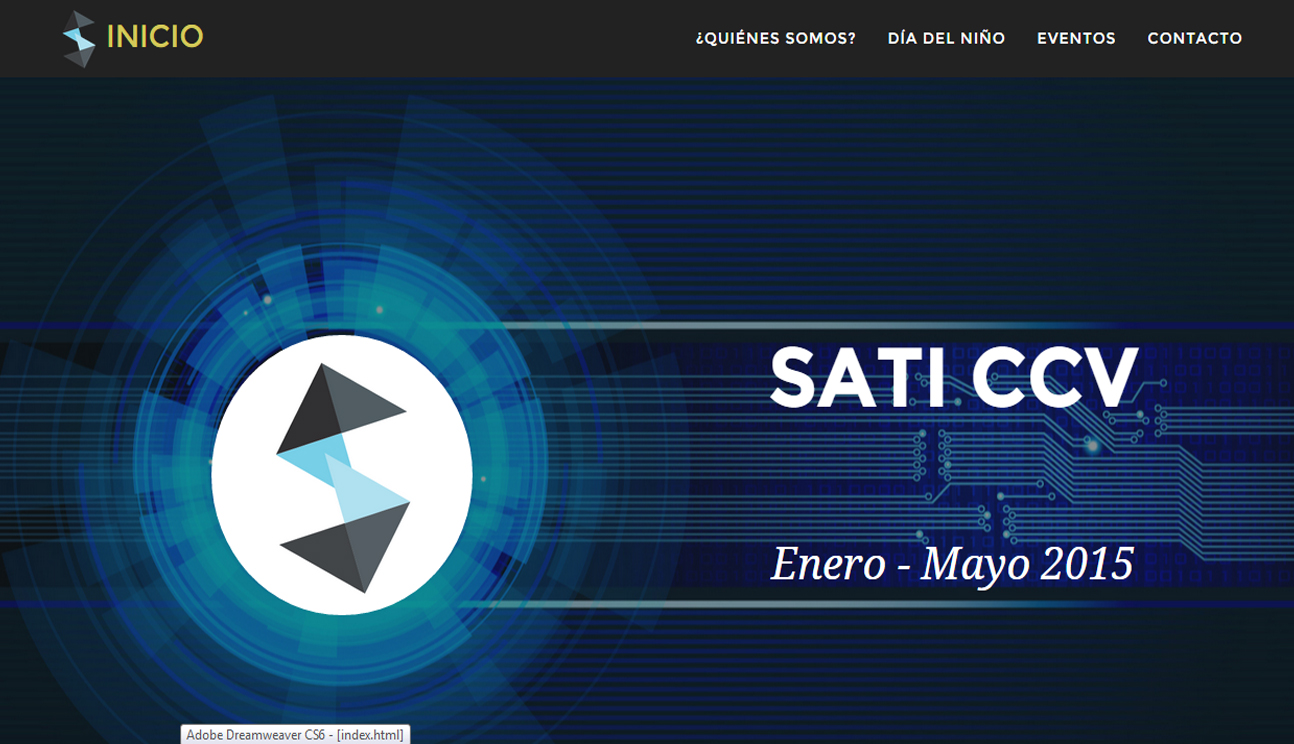 INICIO
¿QUIÉNES SOMOS? DÍA DEL NIÑO EVENTOS CONTACTO
SATI CCV
Enero - Mayo 2015
Adobe Dreamweaver CS6 - [index.html]